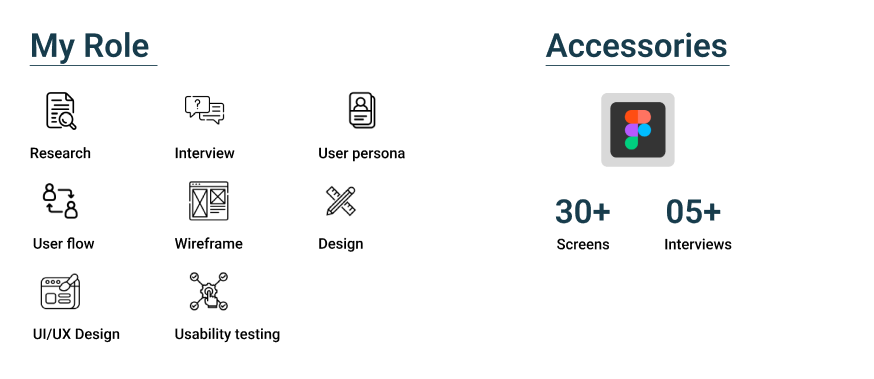 My Role
Accessories
?
Research
Interview
User persona
30+
05+
User flow
Wireframe
Design
Screens
Interviews
UI/UX Design
Usability testing